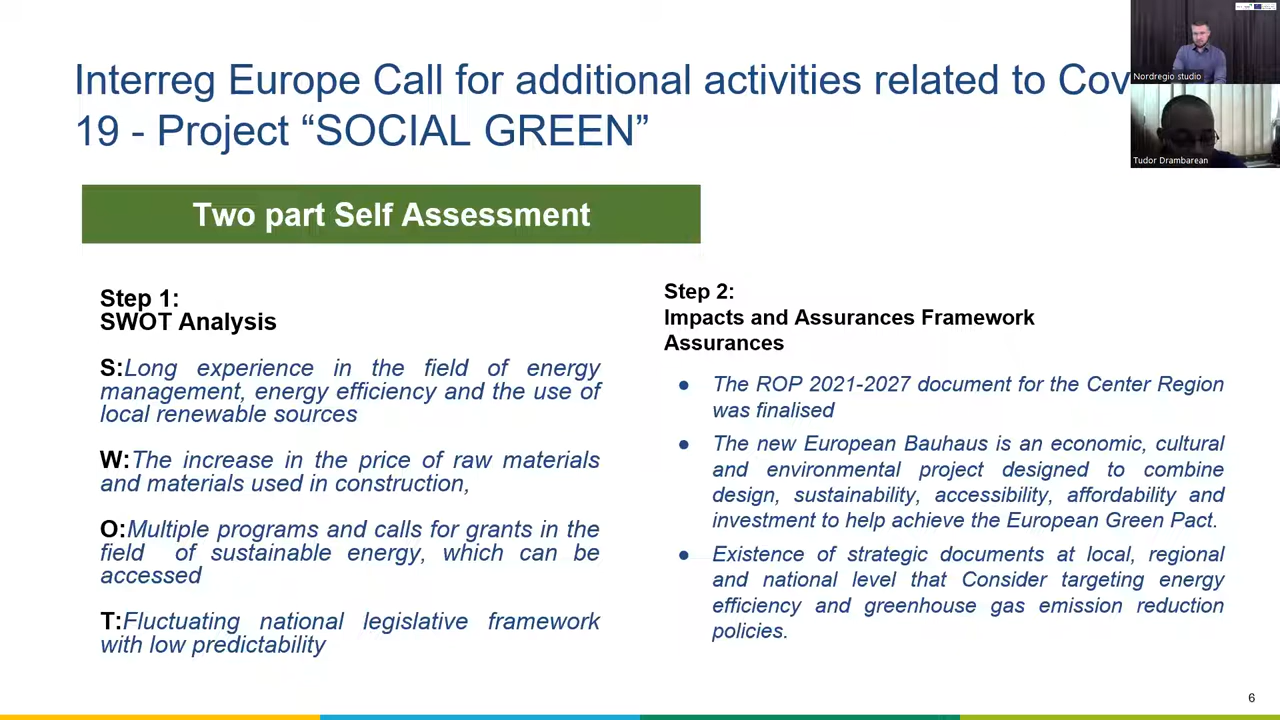 Interreg Europe Call for additional activities related to Cov
19 - Project “SOCIAL GREEN”
Nordregio studio
Tudor Drambarean
Two part Self Assessment
Step 1:
SWOT Analysis
S:Long experience in the field of energy
management, energy efficiency and the use of
local renewable sources
W:The increase in the price of raw materials
and materials used in construction,
O:Multiple programs and calls for grants in the
field of sustainable energy, which can be
accessed
T:Fluctuating national legislative framework
with low predictability
Step 2:
Impacts and Assurances Framework
Assurances
● The ROP 2021-2027 document for the Center Region
was finalised
● The new European Bauhaus is an economic, cultural
and environmental project designed to combine
design, sustainability, accessibility, affordability and
investment to help achieve the European Green Pact.
● Existence of strategic documents at local, regional
and national level that Consider targeting energy
efficiency and greenhouse gas emission reduction
policies.
6